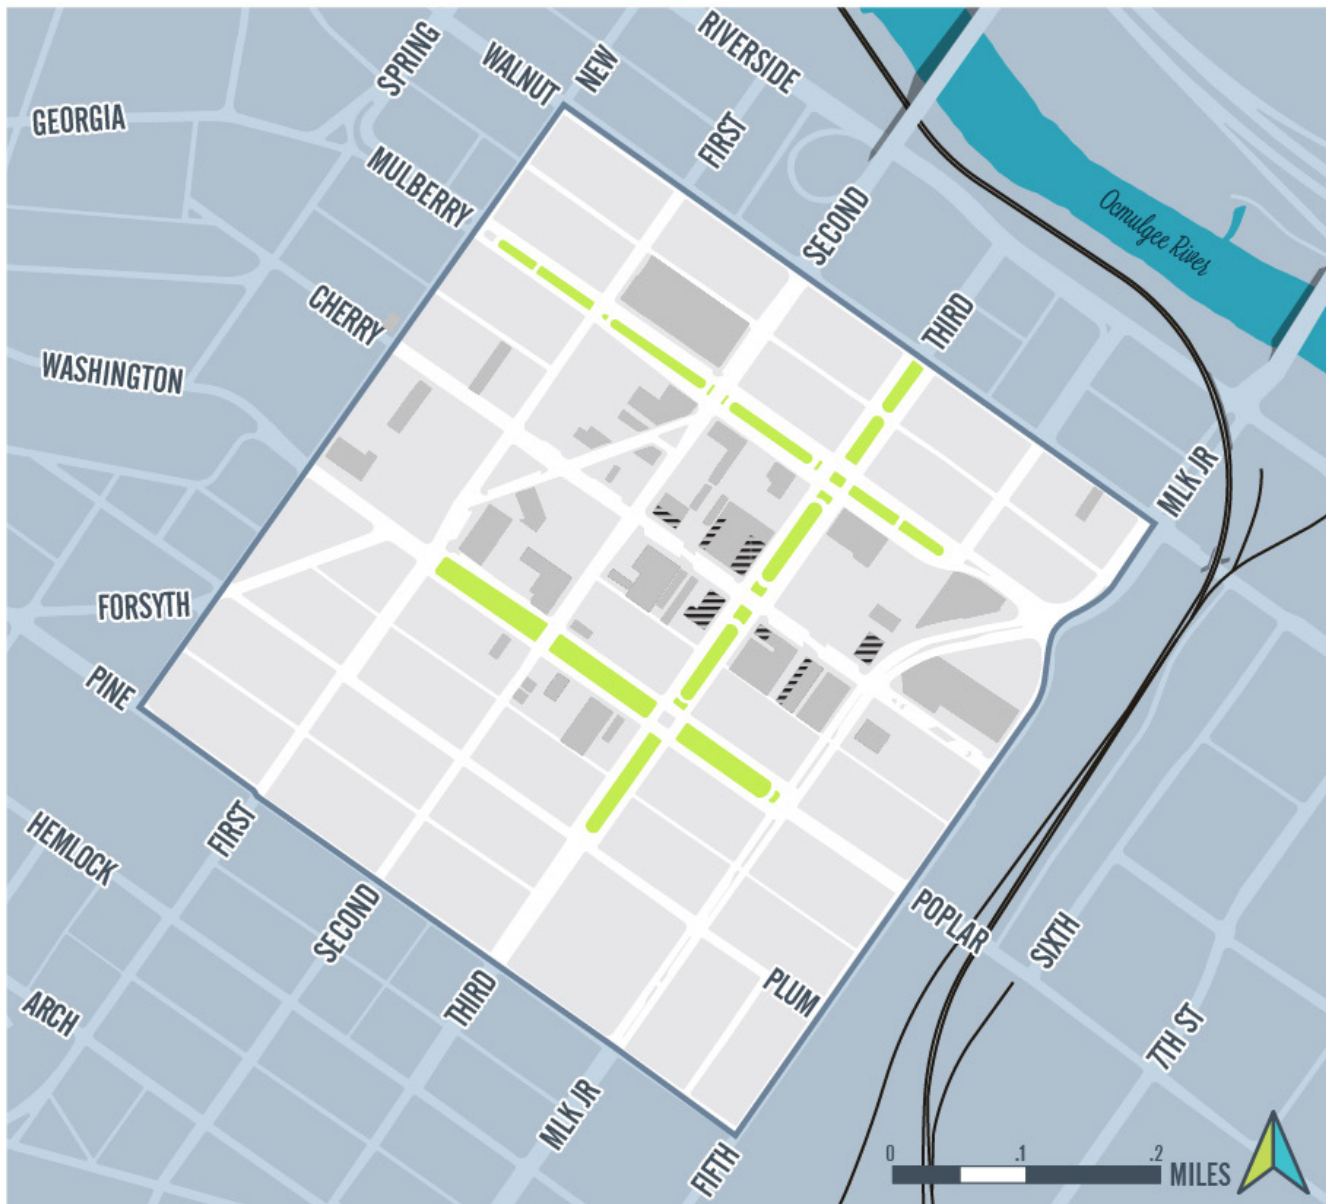 RIVERSIDE
SPRING
WALNUT
NEW
GEORGIA
FIRST
MULBERRY
SECOND
Ocmulgee River
CHERRY
THIRD
WASHINGTON
MLK JR
FORSYTH
PINE
HEMLOCK
FIRST
SECOND
POPLAR
SIXTH
PLUM
THIRD
ARCH
7TH ST
MLK JR
FIFTH
0 .1 .2
MILES